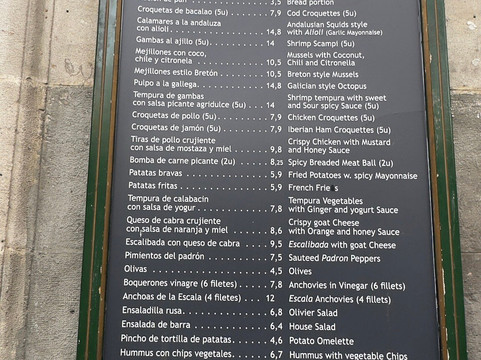 de pan . . . . . 3,5 Bread portion
Croquetas de bacalao (5u) . . . . 7,9 Cod Croquettes (5u)
Calamares a la andaluza Andalusian Squids style
con alioli . . . . 14,8 with Alioli (Garlic Mayonnaise)
Gambas al ajillo (5u) . . . . 14 Shrimp Scampi (5u)
Mejillones con coco, Mussels with Coconut,
chile y citronela . . . . 10,5 Chili and Citronella
Mejillones estilo Bretón . . . . 10,5 Breton style Mussels
Pulpo a la gallega . . . . 14,8 Galician style Octopus
Tempura de gambas Shrimp tempura with sweet
con salsa picante agridulce (5u) . . . 14 and Sour spicy Sauce (5u)
Croquetas de pollo (5u) . . . . 7,9 Chicken Croquettes (5u)
Croquetas de jamón (5u) . . . . 7,9 Iberian Ham Croquettes (5u)
Tiras de pollo crujiente Crispy Chicken with Mustard
con salsa de mostaza y miel . . . . 9,8 and Honey Sauce
Bomba de carne picante (2u) . . . . 8,25 Spicy Breaded Meat Ball (2u)
Patatas bravas . . . . 5,9 Fried Potatoes w. spicy Mayonnaise
Patatas fritas . . . . 5,9 French Fries
Tempura de calabacín Tempura Vegetables
con salsa de yogur . . . . 7,8 with Ginger and yogurt Sauce
Queso de cabra crujiente Crispy goat Cheese
con salsa de naranja y miel . . . . 8,6 with Orange and honey Sauce
Escalibada con queso de cabra . . . . 9,5 Escalibada with goat Cheese
Pimientos del padrón . . . . 7,5 Sauteed Padron Peppers
Olivas . . . . 4,5 Olives
Boquerones vinagre (6 filetes) . . . . 7,8 Anchovies in Vinegar (6 fillets)
Anchoas de la Escala (4 filetes) . . . 12 Escala Anchovies (4 fillets)
Ensaladilla rusa . . . . 6,8 Olivier Salad
Ensalada de barra . . . . 6,4 House Salad
Pincho de tortilla de patatas . . . . 4,6 Potato Omelette
Hummus con chips vegetales . . . . 6,7 Hummus with vegetable Chips